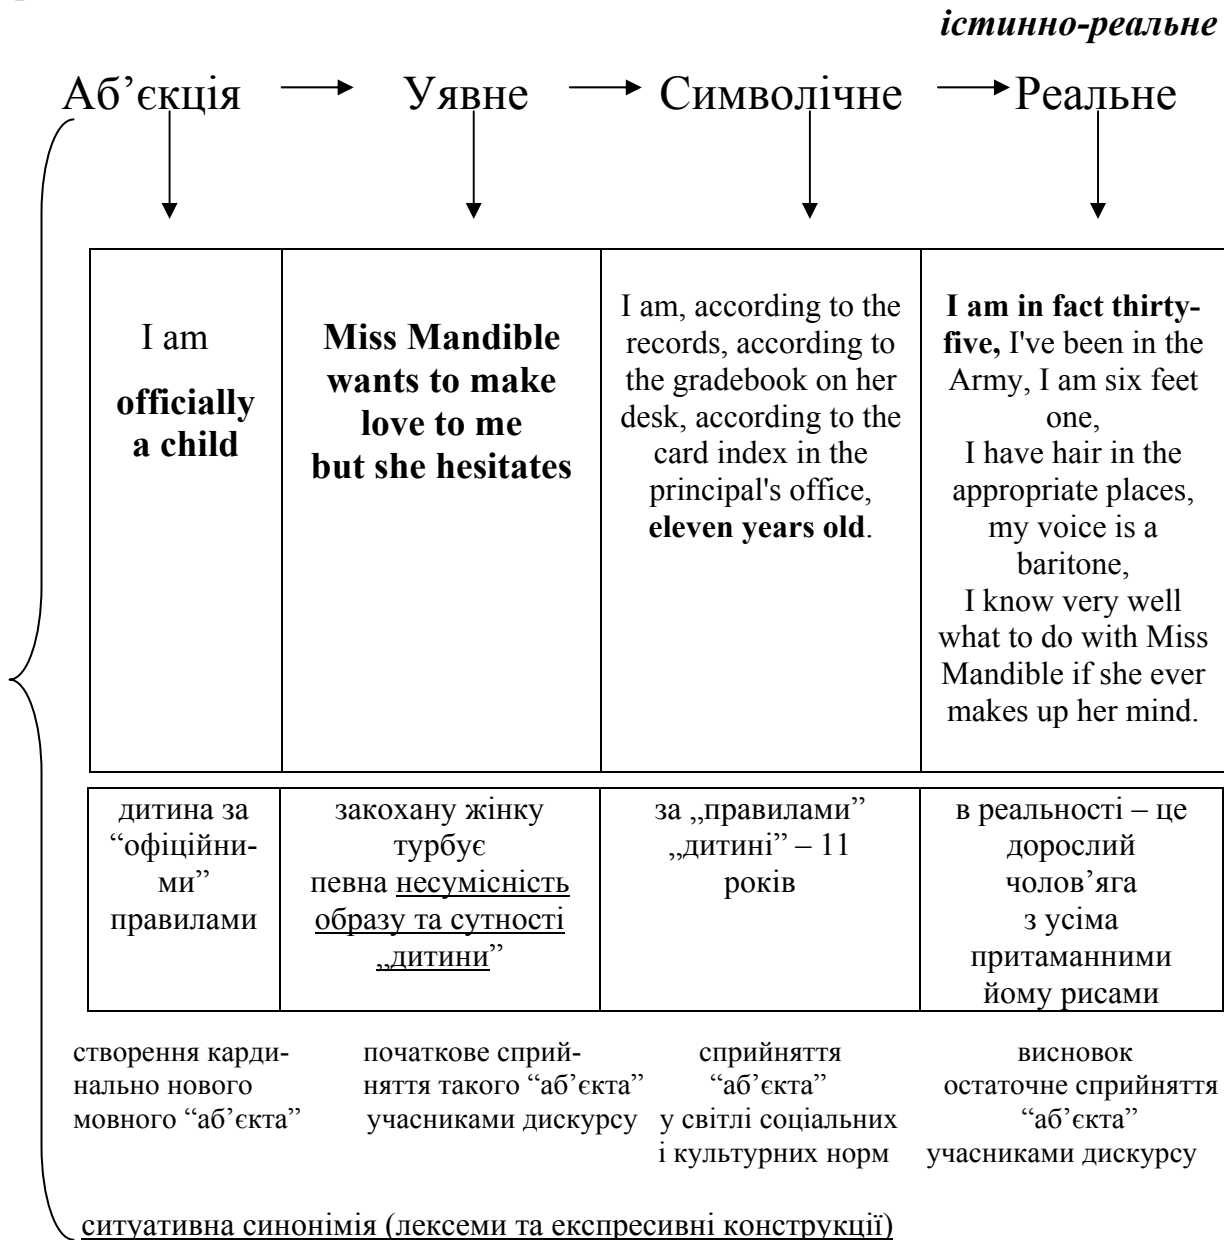 істинно-реальне
Аб’єкція Уявне Символічне Реальне
I am
officially
a child
Miss Mandible
wants to make
love to me
but she hesitates
I am, according to the
records, according to
the gradebook on her
desk, according to the
card index in the
principal's office,
eleven years old.
I am in fact thirty-
five, I've been in the
Army, I am six feet
one,
I have hair in the
appropriate places,
my voice is a
baritone,
I know very well
what to do with Miss
Mandible if she ever
makes up her mind.
дитина за
“офіційни-
ми”
правилами
закохану жінку
турбує
певна несумісність
образу та сутності
„дитини”
за „правилами”
„дитині” – 11
років
в реальності – це
дорослий
чолов’яга
з усіма
притаманними
йому рисами
створення карди-
нально нового
мовного “аб’єкта”
початкове сприй-
няття такого “аб’єкта”
учасниками дискурсу
сприйняття
“аб’єкта”
у світлі соціальних
і культурних норм
висновок
остаточне сприйняття
“аб’єкта”
учасниками дискурсу
ситуативна синонімія (лексеми та експресивні конструкції)